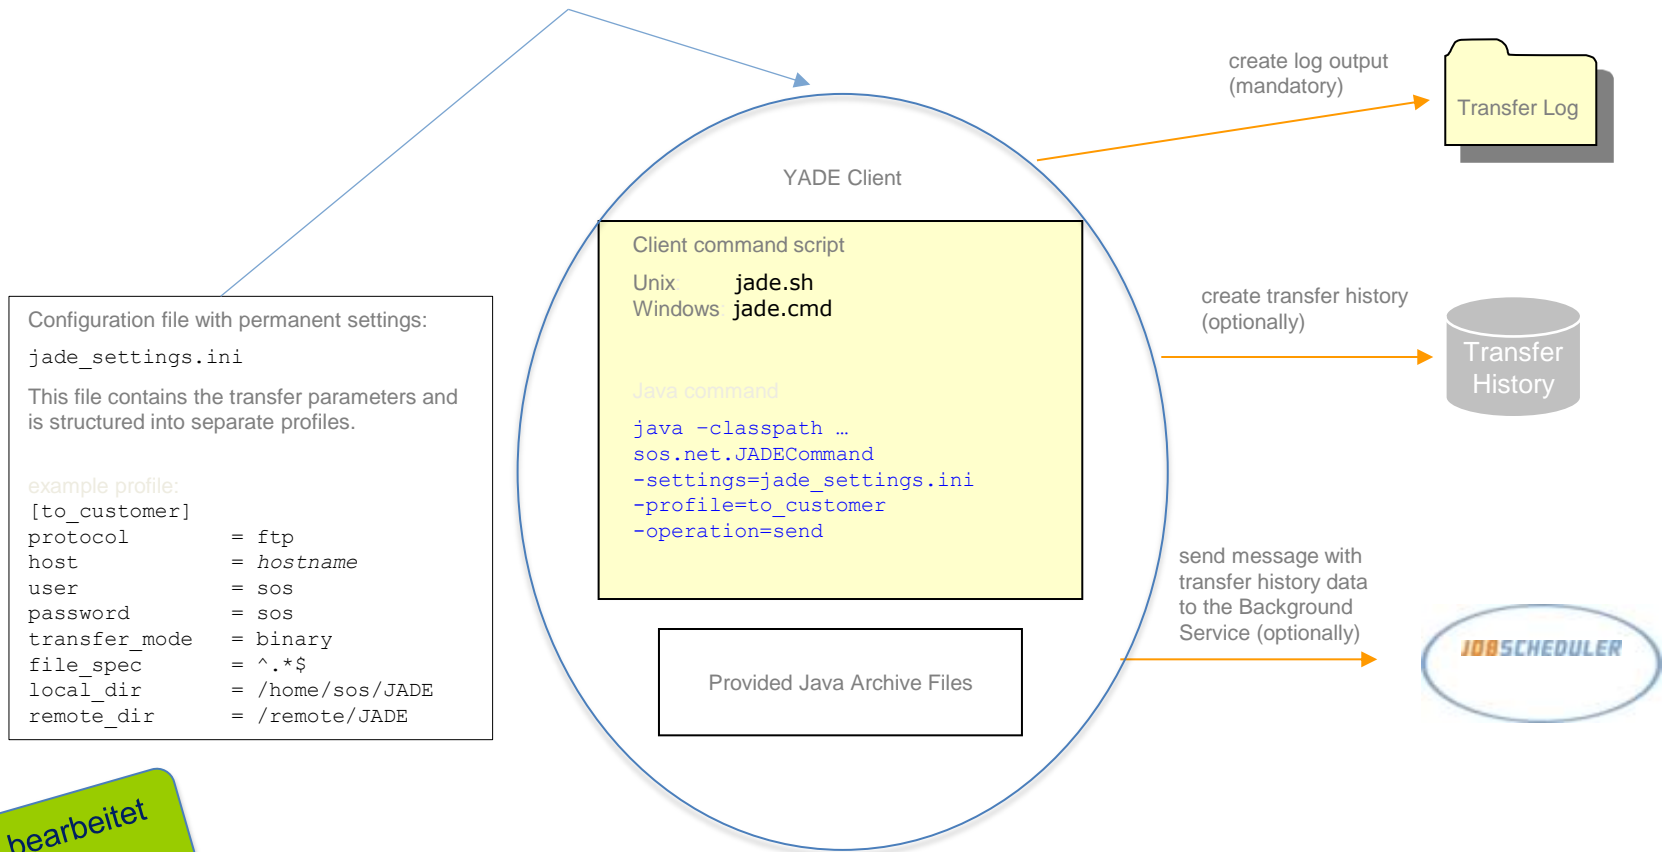 create log output
(mandatory)
Transfer Log
YADE Client
Client command script
Unix: jade.sh
Windows: jade.cmd
Java command
java –classpath …
sos.net.JADECommand
-settings=jade_settings.ini
-profile=to_customer
-operation=send
Provided Java Archive Files
Configuration file with permanent settings:
jade_settings.ini
This file contains the transfer parameters and
is structured into separate profiles.
example profile:
[to_customer]
protocol = ftp
host = hostname
user = sos
password = sos
transfer_mode = binary
file_spec = ^.*$
local_dir = /home/sos/JADE
remote_dir = /remote/JADE
create transfer history
(optionally)
Transfer
History
send message with
transfer history data
to the Background
Service (optionally)
JOBSCHEDULER
bearbeitet